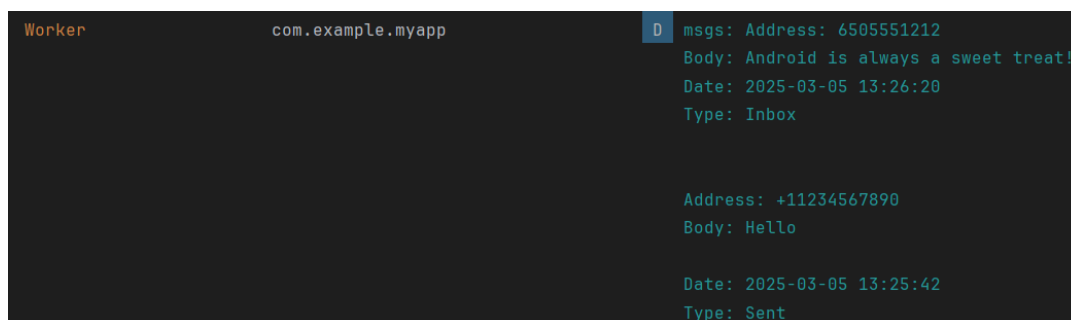 Worker com.example.myapp D msgs: Address: 6505551212
Body: Android is always a sweet treat!
Date: 2025-03-05 13:26:20
Type: Inbox
Address: +11234567890
Body: Hello
Date: 2025-03-05 13:25:42
Type: Sent